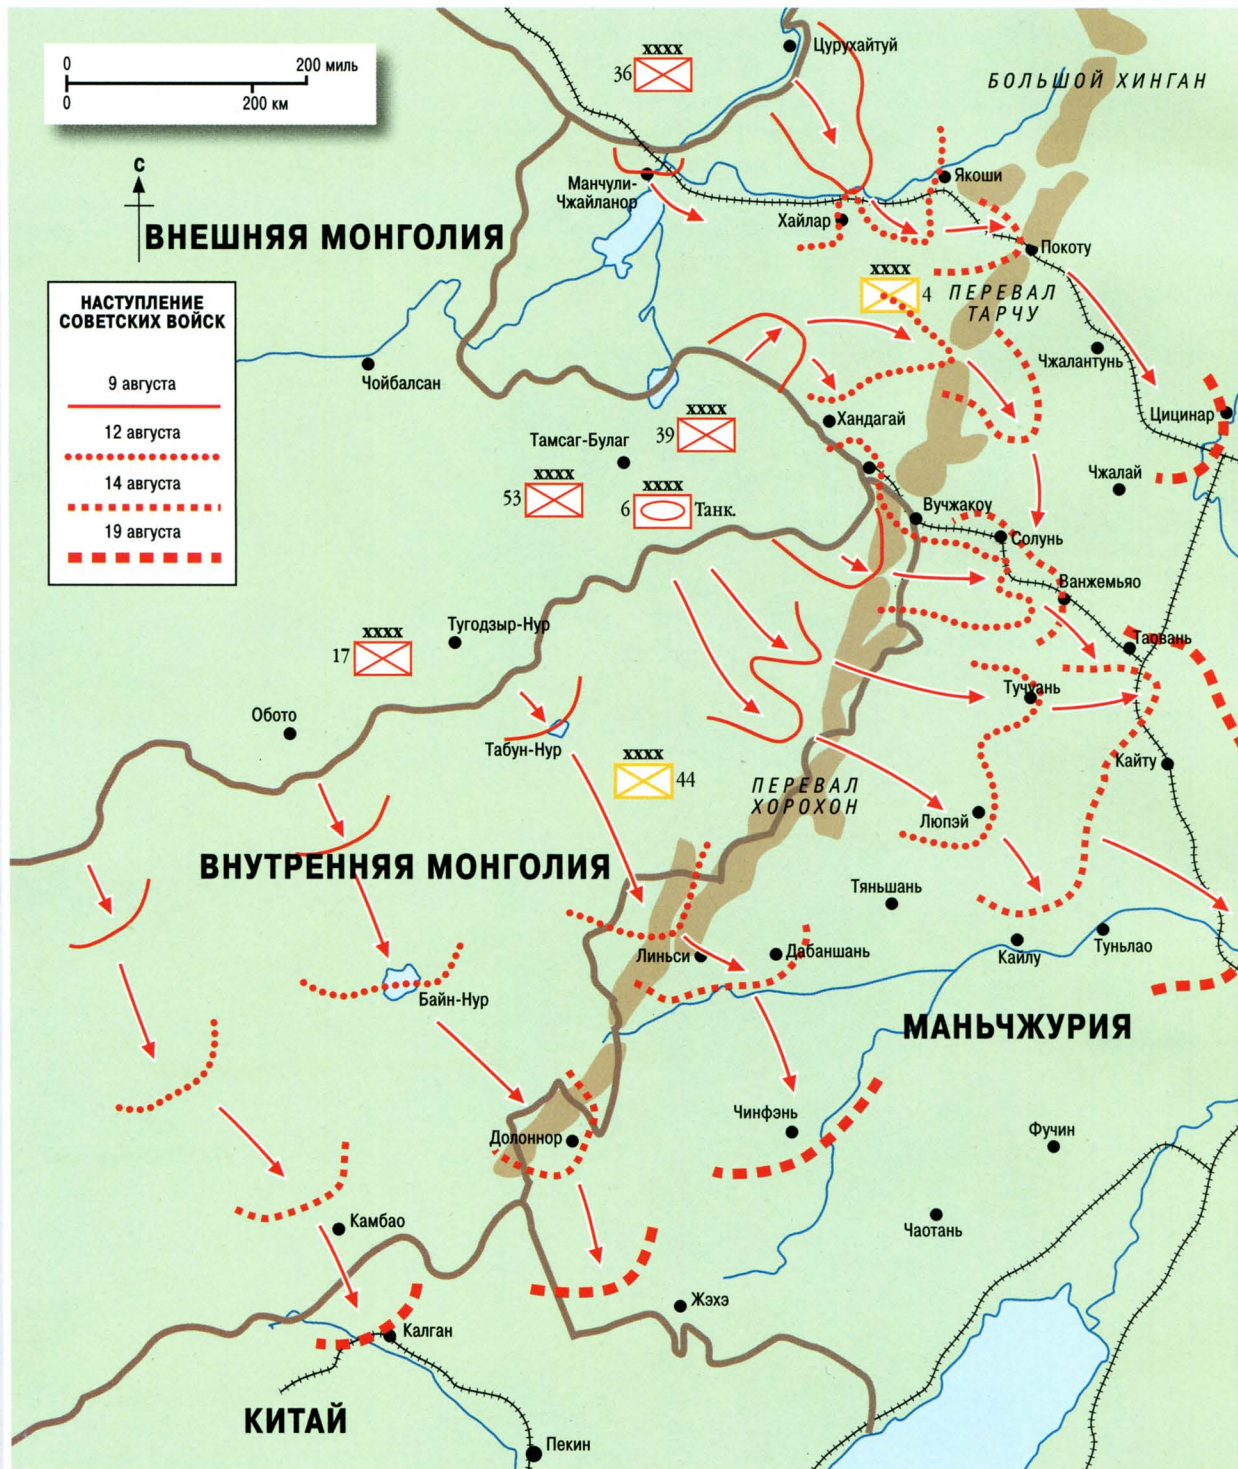 0
200 миль
0
200 км
С
ВНЕШНЯЯ МОНГОЛИЯ
НАСТУПЛЕНИЕ
СОВЕТСКИХ ВОЙСК
9 августа
12 августа
14 августа
19 августа
XXXX
36
Цурухайтуй
БОЛЬШОЙ ХИНГАН
Манчули-
Чжайланор
Якоши
Хайлар
Покоту
XXXX
4
ПЕРЕВАЛ
ТАРЧУ
Чжалантунь
Чойбалсан
Цицинар
XXXX
39
Хандагай
Тамсаг-Булаг
XXXX
53
XXXX
6
Танк.
Чжалай
Вучжакоу
Солунь
Ванжемьяо
Тугодзыр-Нур
XXXX
17
Таовань
Тучуань
Обото
Табун-Нур
XXXX
44
Кайту
ПЕРЕВАЛ
ХОРОХОН
Люпэй
ВНУТРЕННЯЯ МОНГОЛИЯ
Тяньшань
Линьси
Дабаншань
Кайлу
Туньлао
Байн-Нур
МАНЬЧЖУРИЯ
Чинфэнь
Долоннор
Фучин
Камбао
Чаотань
Жэхэ
Калган
КИТАЙ
Пекин